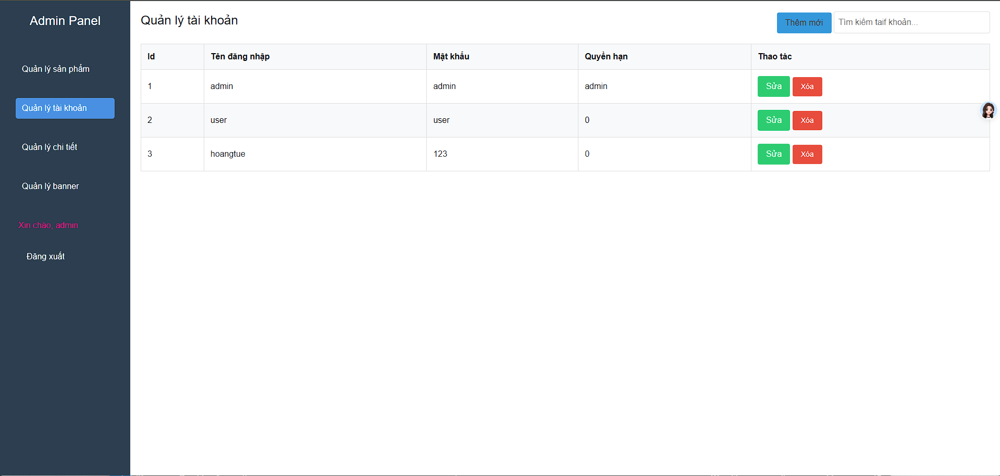 Admin Panel
Quản lý sản phẩm
Quản lý tài khoản
Quản lý chi tiết
Quản lý banner
Xin chào, admin
Đăng xuất
Quản lý tài khoản
Thêm mới
Tìm kiếm taif khoản...
Id Tên đăng nhập Mật khẩu Quyền hạn Thao tác
1 admin admin admin Sửa Xóa
2 user user 0 Sửa Xóa
3 hoangtue 123 0 Sửa Xóa